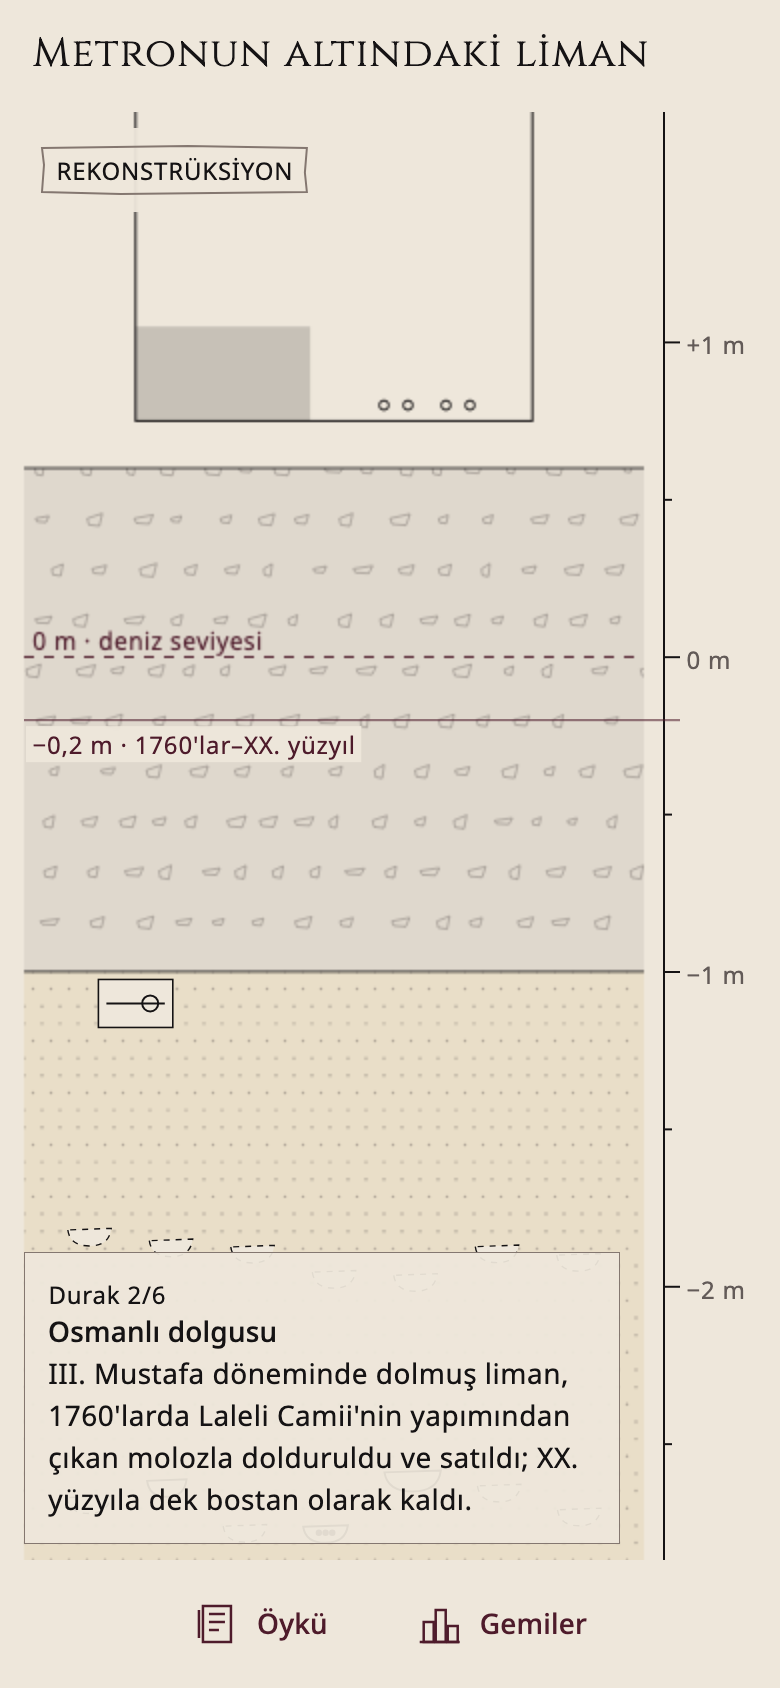 Metronun altındaki liman
REKONSTRÜKSİYON
+1 m
0 m · deniz seviyesi
0 m
−0,2 m · 1760'lar–XX. yüzyıl
−1 m
−2 m
Durak 2/6
Osmanlı dolgusu
III. Mustafa döneminde dolmuş liman,
1760'larda Laleli Camii'nin yapımından
çıkan molozla dolduruldu ve satıldı; XX.
yüzyıla dek bostan olarak kaldı.
Öykü
Gemiler